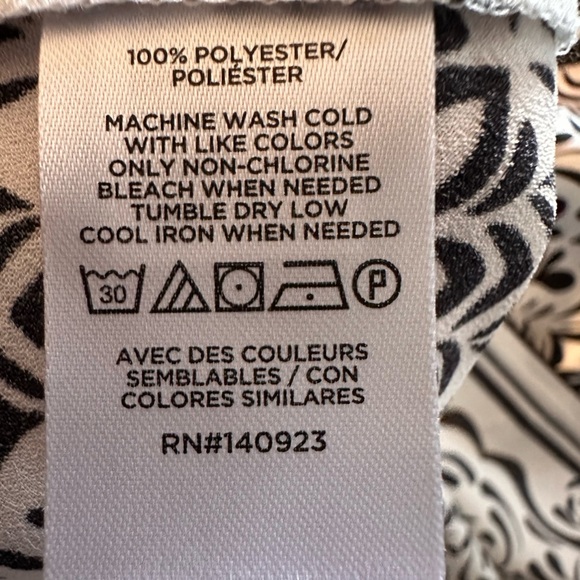 100% POLYESTER/
POLIÉSTER
MACHINE WASH COLD
WITH LIKE COLORS
ONLY NON-CHLORINE
BLEACH WHEN NEEDED
TUMBLE DRY LOW
COOL IRON WHEN NEEDED
30 P
AVEC DES COULEURS
SEMBLABLES / CON
COLORES SIMILARES
RN#140923